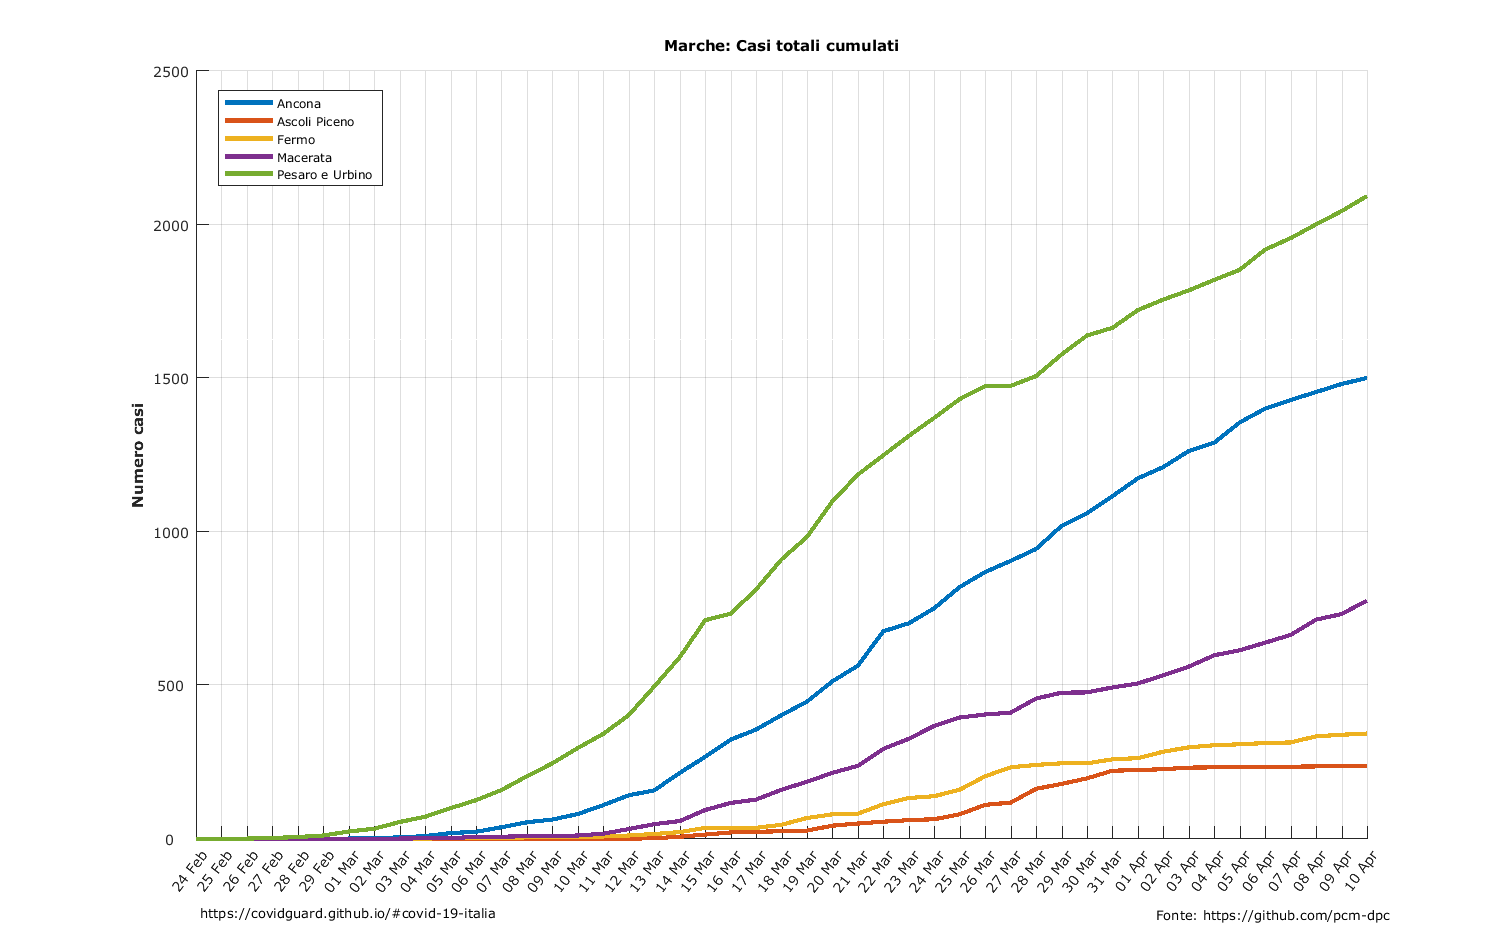 Marche: Casi totali cumulati
2500
2000
1500
1000
500
0
Numero casi
Ancona
Ascoli Piceno
Fermo
Macerata
Pesaro e Urbino
24 Feb
25 Feb
26 Feb
27 Feb
28 Feb
29 Feb
01 Mar
02 Mar
03 Mar
04 Mar
05 Mar
06 Mar
07 Mar
08 Mar
09 Mar
10 Mar
11 Mar
12 Mar
13 Mar
14 Mar
15 Mar
16 Mar
17 Mar
18 Mar
19 Mar
20 Mar
21 Mar
22 Mar
23 Mar
24 Mar
25 Mar
26 Mar
27 Mar
28 Mar
29 Mar
30 Mar
31 Mar
01 Apr
02 Apr
03 Apr
04 Apr
05 Apr
06 Apr
07 Apr
08 Apr
09 Apr
10 Apr
https://covidguard.github.io/#covid-19-italia
Fonte: https://github.com/pcm-dpc